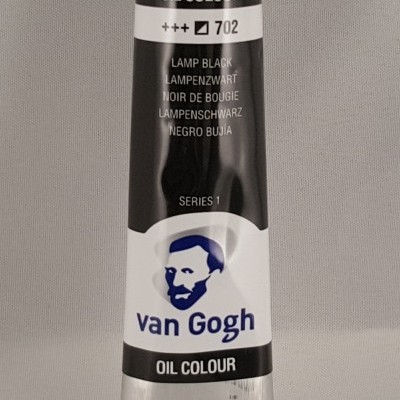 +++ 702
LAMP BLACK
LAMPENZWART
NOIR DE BOUGIE
LAMPENSCHWARZ
NEGRO BUJÍA
SERIES 1
van Gogh
OIL COLOUR